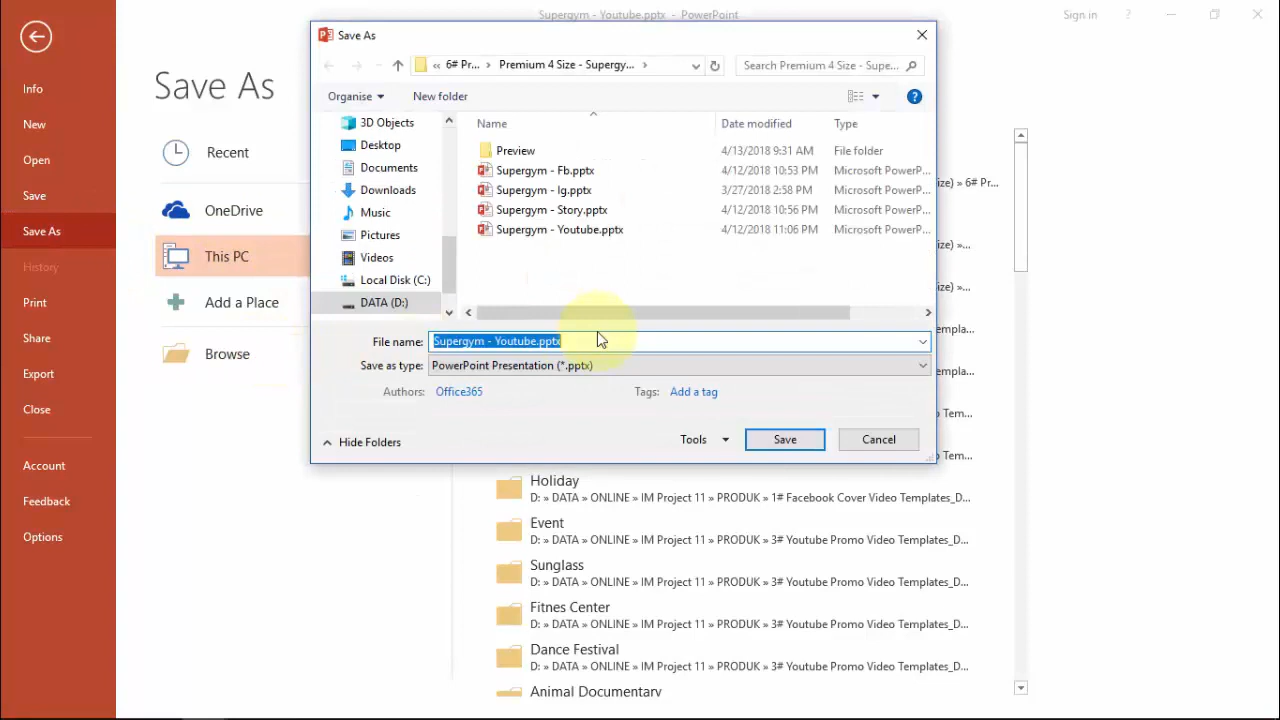 Supergym - Youtube.pptx - PowerPoint
Sign in
?
Save As
Info
New
Open
Save
Save As
History
Print
Share
Export
Close
Account
Feedback
Options
Save As
Recent
OneDrive
This PC
Add a Place
Browse
« 6# Pr... › Premium 4 Size - Supergy... ›
Search Premium 4 Size - Supe...
Organise
New folder
3D Objects
Desktop
Documents
Downloads
Music
Pictures
Videos
Local Disk (C:)
DATA (D:)
Name Date modified Type
Preview 4/13/2018 9:31 AM File folder
Supergym - Fb.pptx 4/12/2018 10:53 PM Microsoft PowerP...
Supergym - Ig.pptx 3/27/2018 2:58 PM Microsoft PowerP...
Supergym - Story.pptx 4/12/2018 10:56 PM Microsoft PowerP...
Supergym - Youtube.pptx 4/12/2018 11:06 PM Microsoft PowerP...
File name: Supergym - Youtube.pptx
Save as type: PowerPoint Presentation (*.pptx)
Authors: Office365 Tags: Add a tag
Hide Folders
Tools
Save
Cancel
ize) » 6# Pr...
size) »...
size) »...
templa...
templa...
o Tem...
o Tem...
Holiday
D: » DATA » ONLINE » IM Project 11 » PRODUK » 1# Facebook Cover Video Templates_D...
Event
D: » DATA » ONLINE » IM Project 11 » PRODUK » 3# Youtube Promo Video Templates_D...
Sunglass
D: » DATA » ONLINE » IM Project 11 » PRODUK » 3# Youtube Promo Video Templates_D...
Fitnes Center
D: » DATA » ONLINE » IM Project 11 » PRODUK » 3# Youtube Promo Video Templates_D...
Dance Festival
D: » DATA » ONLINE » IM Project 11 » PRODUK » 3# Youtube Promo Video Templates_D...
Animal Documentary